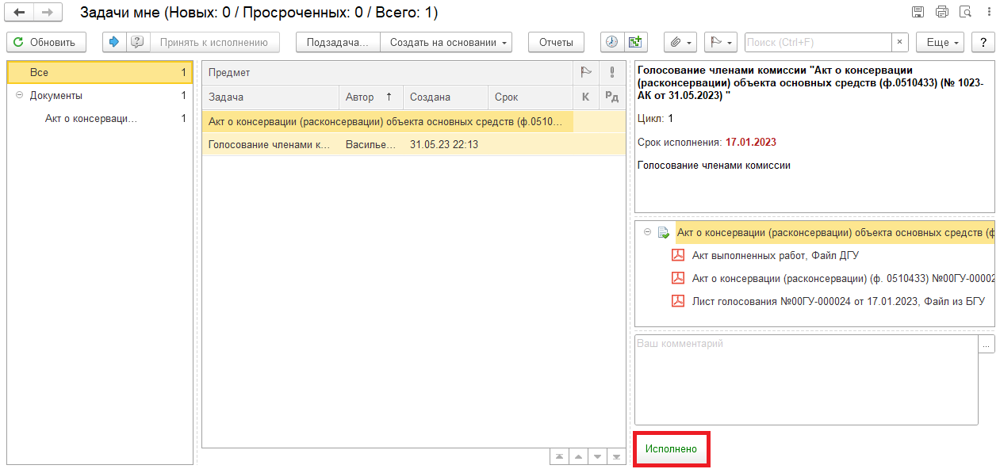 Задачи мне (Новых: 0 / Просроченных: 0 / Всего: 1)
Обновить
Принять к исполнению
Подзадача...
Создать на основании
Отчеты
Поиск (Ctrl+F)
×
Еще
?
Все 1
Документы 1
Акт о консерваци... 1
Предмет
Задача Автор ↑ Создана Срок К Рд
Акт о консервации (расконсервации) объекта основных средств (ф.0510...
Голосование членами к... Василье... 31.05.23 22:13
Голосование членами комиссии "Акт о консервации
(расконсервации) объекта основных средств (ф.0510433) (№ 1023-
АК от 31.05.2023) "
Цикл: 1
Срок исполнения: 17.01.2023
Голосование членами комиссии
Акт о консервации (расконсервации) объекта основных средств (ф
Акт выполненных работ, Файл ДГУ
Акт о консервации (расконсервации) (ф. 0510433) №00ГУ-00002
Лист голосования №00ГУ-000024 от 17.01.2023, Файл из БГУ
Ваш комментарий
...
Исполнено